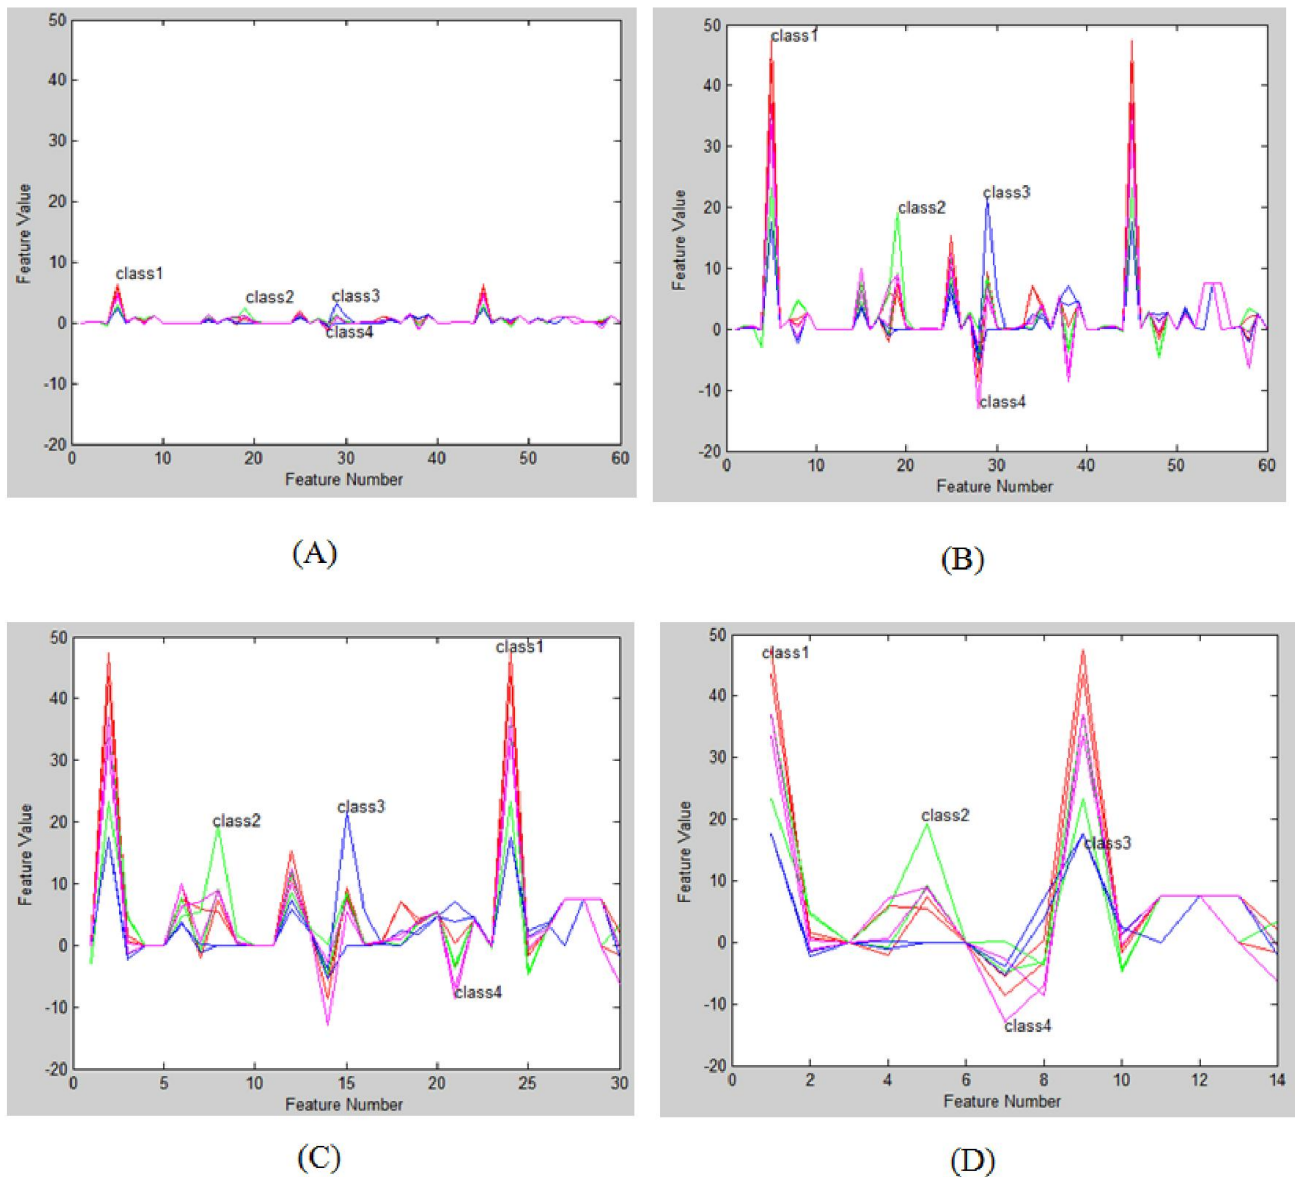 50
40
30
20
10
0
-10
-20
Feature Value
class1
class2
class3
class4
0 10 20 30 40 50 60
Feature Number
(A)
50
40
30
20
10
0
-10
-20
Feature Value
class1
class2
class3
class4
0 10 20 30 40 50 60
Feature Number
(B)
50
40
30
20
10
0
-10
-20
Feature Value
class1
class2
class3
class4
0 5 10 15 20 25 30
Feature Number
(C)
50
40
30
20
10
0
-10
-20
Feature Value
class1
class2
class3
class4
0 2 4 6 8 10 12 14
Feature Number
(D)